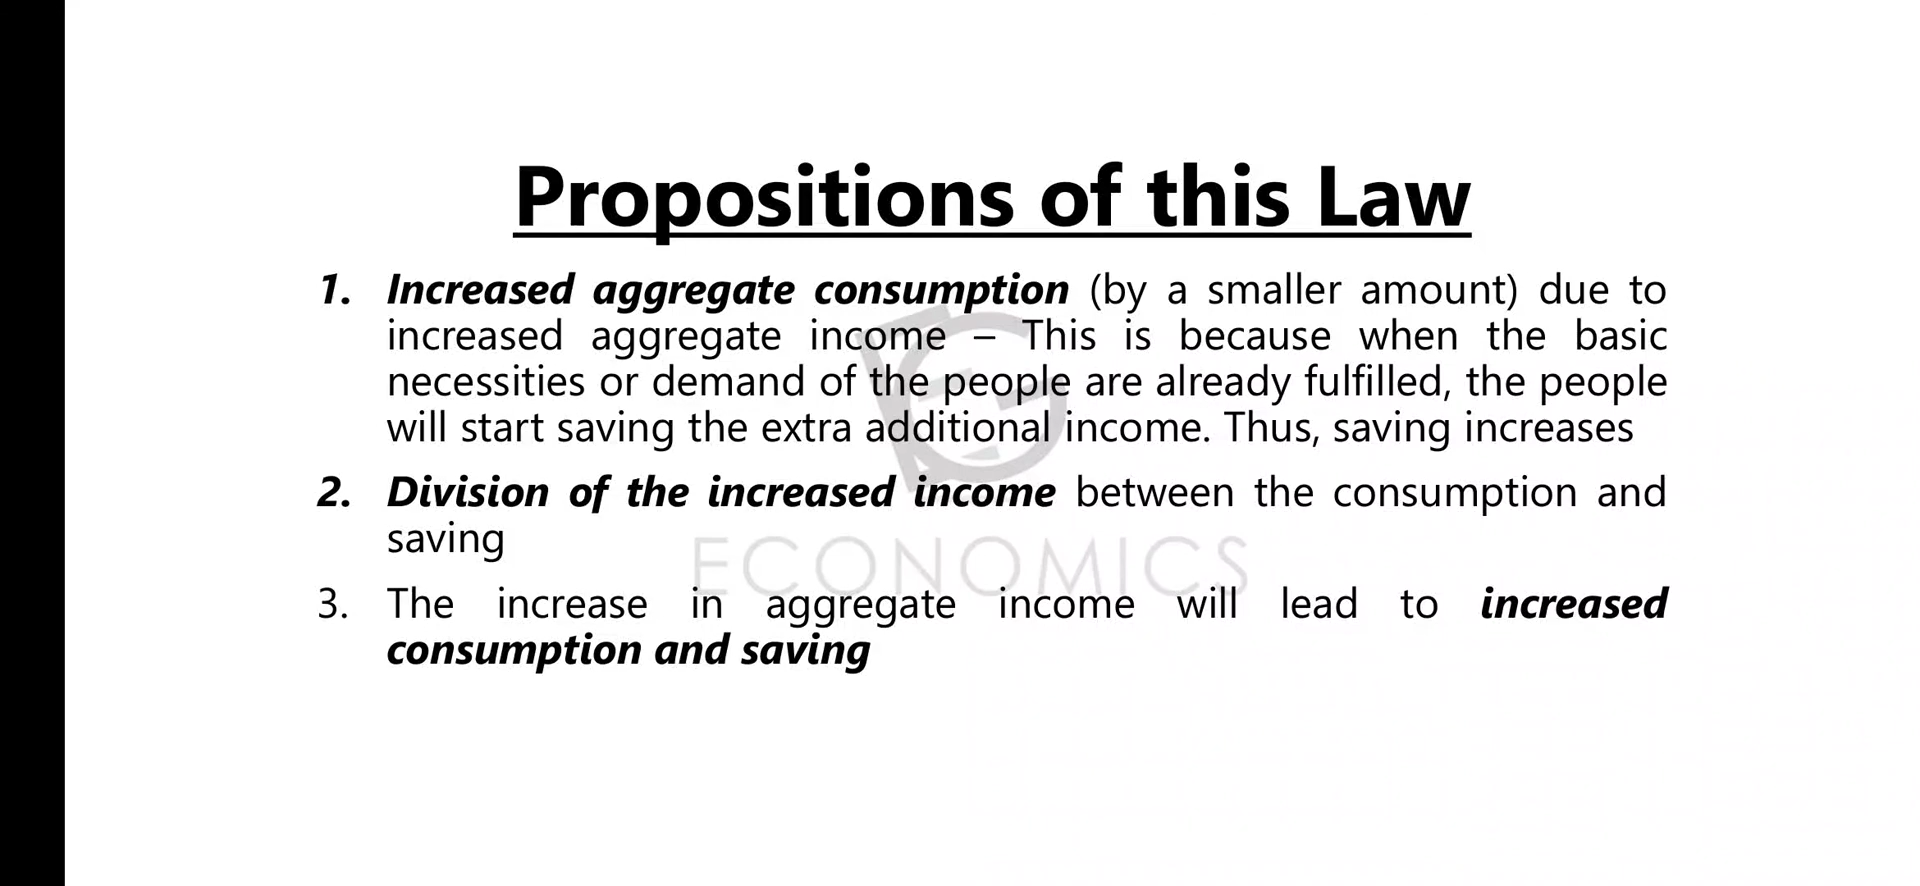 Propositions of this Law
1. Increased aggregate consumption (by a smaller amount) due to
increased aggregate income – This is because when the basic
necessities or demand of the people are already fulfilled, the people
will start saving the extra additional income. Thus, saving increases
2. Division of the increased income between the consumption and
saving
ECONOMICS
3. The increase in aggregate income will lead to increased
consumption and saving